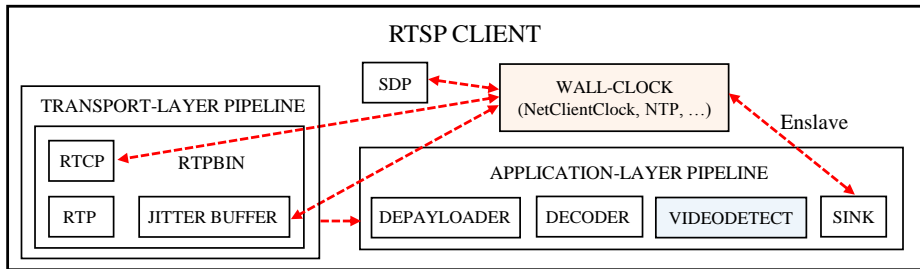 RTSP CLIENT
SDP
WALL-CLOCK
(NetClientClock, NTP, …)
Enslave
TRANSPORT-LAYER PIPELINE
RTCP
RTPBIN
RTP
JITTER BUFFER
APPLICATION-LAYER PIPELINE
DEPAYLOADER
DECODER
VIDEODETECT
SINK